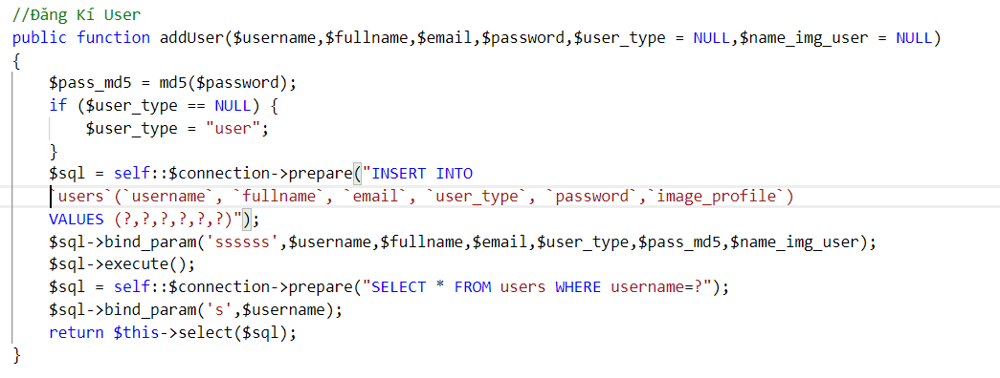 //Đăng Kí User
public function addUser($username,$fullname,$email,$password,$user_type = NULL,$name_img_user = NULL)
{
    $pass_md5 = md5($password);
    if ($user_type == NULL) {
        $user_type = "user";
    }
    $sql = self::$connection->prepare("INSERT INTO
    `users`(`username`, `fullname`, `email`, `user_type`, `password`,`image_profile`)
    VALUES (?,?,?,?,?,?)");
    $sql->bind_param('ssssss',$username,$fullname,$email,$user_type,$pass_md5,$name_img_user);
    $sql->execute();
    $sql = self::$connection->prepare("SELECT * FROM users WHERE username=?");
    $sql->bind_param('s',$username);
    return $this->select($sql);
}